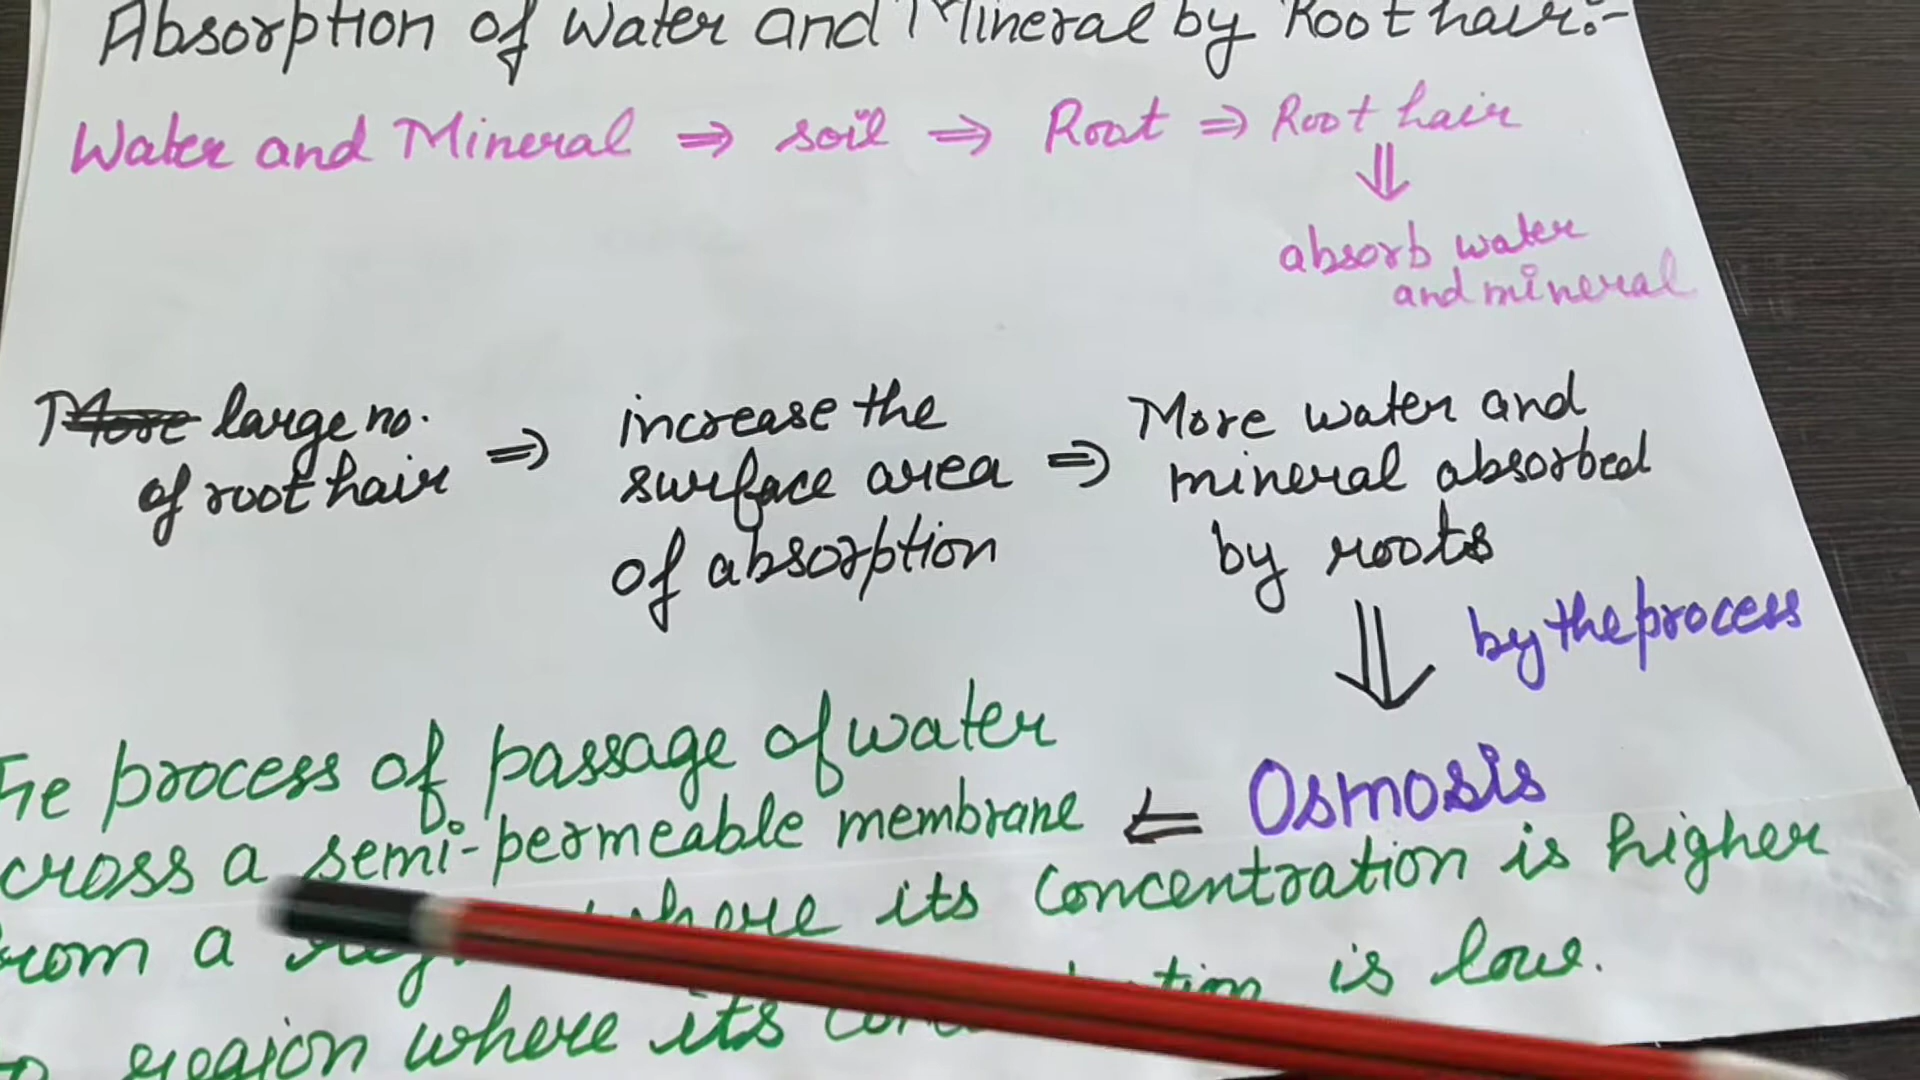 Absorption of Water and Mineral by Root hair:-
Water and Mineral ⇒ soil ⇒ Root ⇒ Root hair
⇓
absorb water
and mineral
More large no.
of root hair ⇒
increase the
surface area ⇒
of absorption
More water and
mineral absorbed
by roots
⇓ by the process
Osmosis
⇐
process of passage of water
a semi-permeable membrane
a where its concentration is higher
region where its is low.